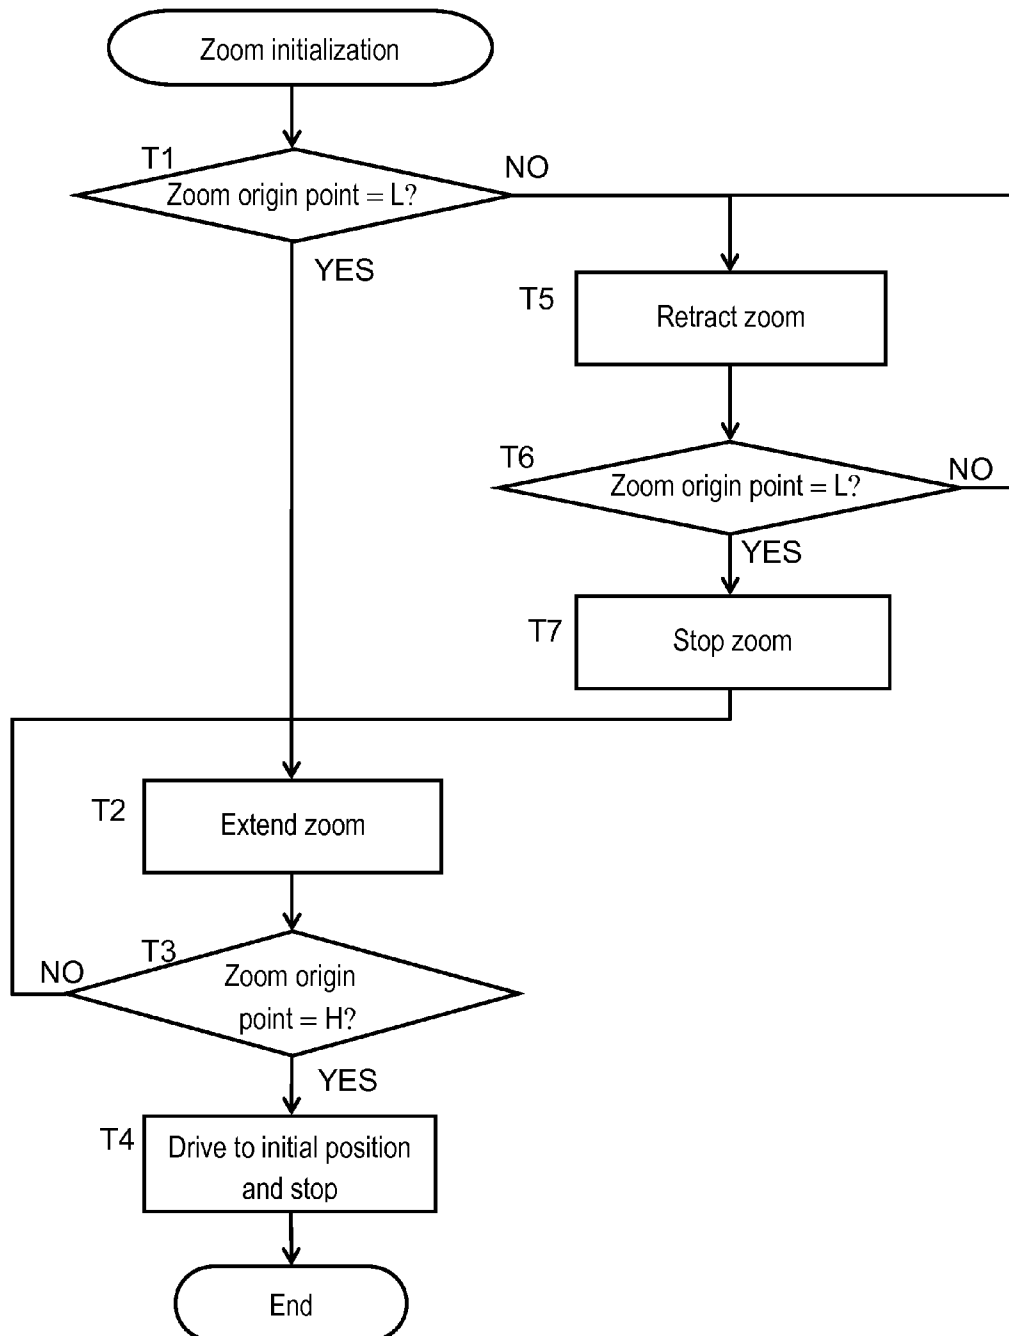 Zoom initialization
T1
NO
Zoom origin point = L?
YES
T5
Retract zoom
T6
NO
Zoom origin point = L?
YES
T7
Stop zoom
T2
Extend zoom
T3
NO
Zoom origin
point = H?
YES
T4
Drive to initial position
and stop
End